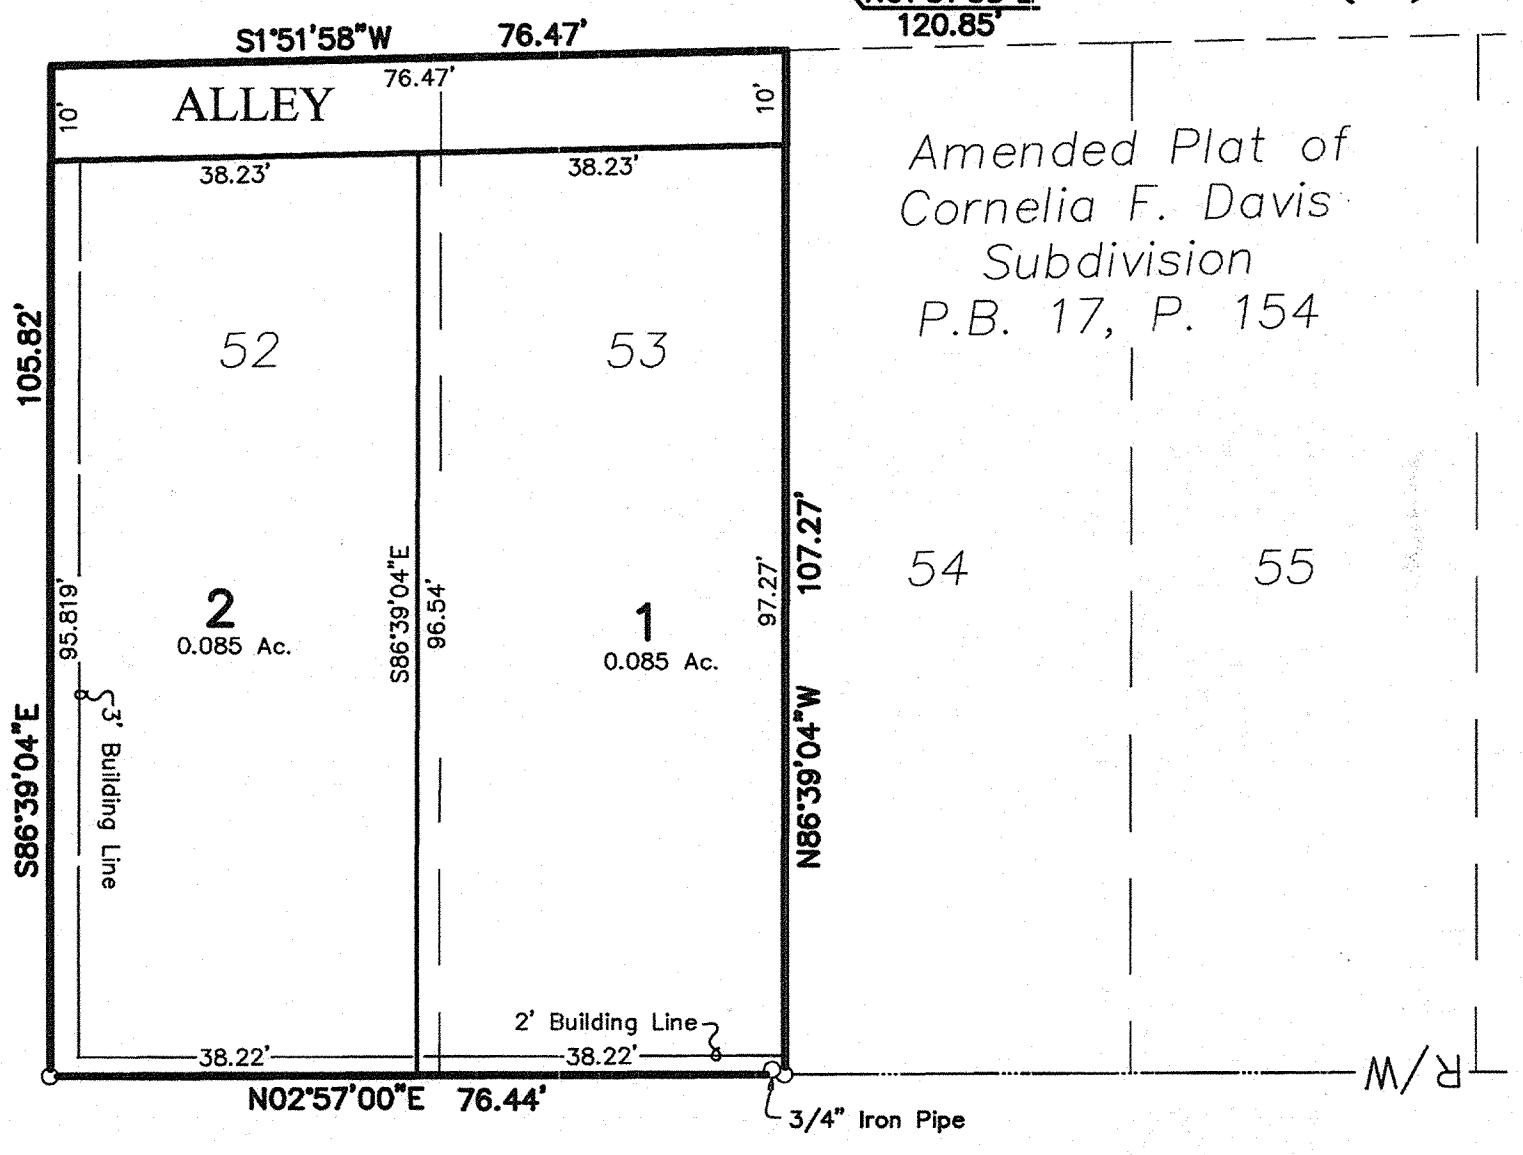 120.85'
S1°51'58"W 76.47'
76.47'
10'
ALLEY
10'
38.23'
38.23'
Amended Plat of
Cornelia F. Davis
Subdivision
P.B. 17, P. 154
52
53
105.82'
S86°39'04"E
95.819'
2
0.085 Ac.
S86°39'04"E
96.54'
1
0.085 Ac.
97.27'
107.27'
N86°39'04"W
54
55
3' Building Line
2' Building Line
38.22'
38.22'
N02°57'00"E 76.44'
3/4" Iron Pipe
R/W